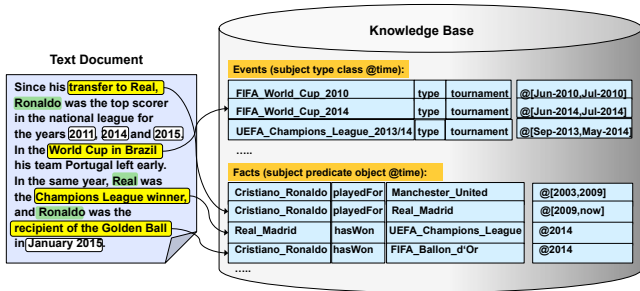 Text Document
Since his transfer to Real,
Ronaldo was the top scorer
in the national league for
the years 2011, 2014 and 2015.
In the World Cup in Brazil
his team Portugal left early.
In the same year, Real was
the Champions League winner,
and Ronaldo was the
recipient of the Golden Ball
in January 2015.
Knowledge Base
Events (subject type class @time):
FIFA_World_Cup_2010 type tournament @[Jun-2010,Jul-2010]
FIFA_World_Cup_2014 type tournament @[Jun-2014,Jul-2014]
UEFA_Champions_League_2013/14 type tournament @[Sep-2013,May-2014]
.....
Facts (subject predicate object @time):
Cristiano_Ronaldo playedFor Manchester_United @[2003,2009]
Cristiano_Ronaldo playedFor Real_Madrid @[2009,now]
Real_Madrid hasWon UEFA_Champions_League @2014
Cristiano_Ronaldo hasWon FIFA_Ballon_d'Or @2014
.....